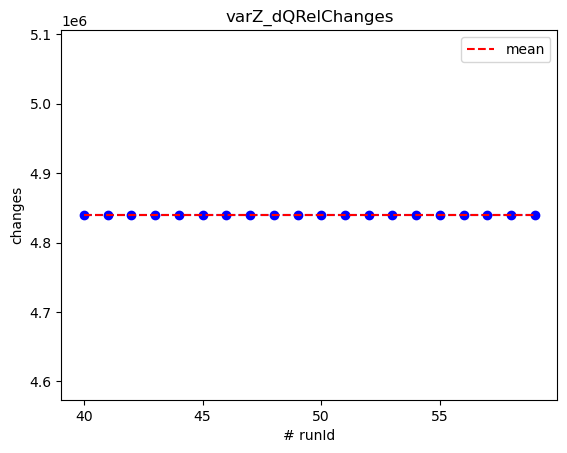 varZ_dQRelChanges
1e6
mean
5.1
5.0
4.9
4.8
4.7
4.6
changes
40 45 50 55
# runId